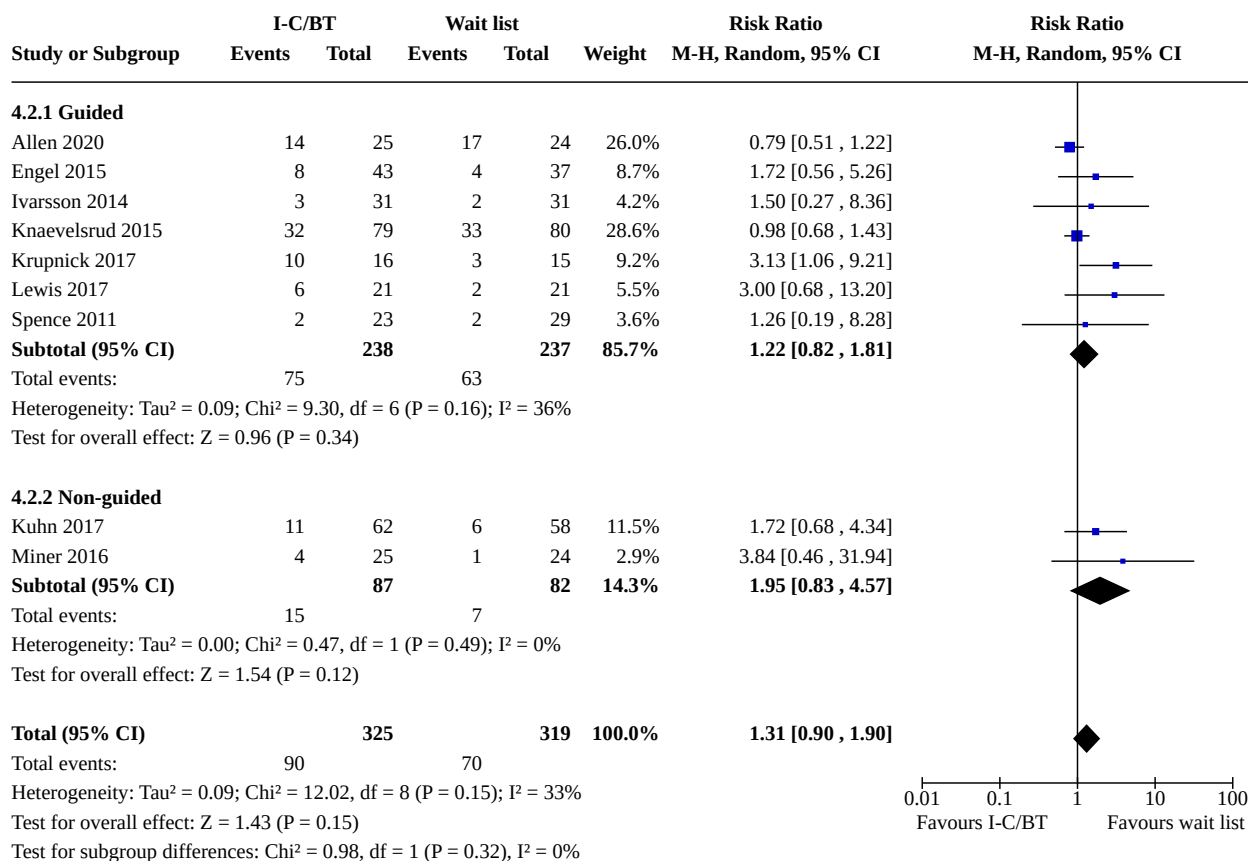 I-C/BT Wait list Risk Ratio Risk Ratio
Study or Subgroup Events Total Events Total Weight M-H, Random, 95% CI M-H, Random, 95% CI
4.2.1 Guided
Allen 2020 14 25 17 24 26.0% 0.79 [0.51 , 1.22]
Engel 2015 8 43 4 37 8.7% 1.72 [0.56 , 5.26]
Ivarsson 2014 3 31 2 31 4.2% 1.50 [0.27 , 8.36]
Knaevelsrud 2015 32 79 33 80 28.6% 0.98 [0.68 , 1.43]
Krupnick 2017 10 16 3 15 9.2% 3.13 [1.06 , 9.21]
Lewis 2017 6 21 2 21 5.5% 3.00 [0.68 , 13.20]
Spence 2011 2 23 2 29 3.6% 1.26 [0.19 , 8.28]
Subtotal (95% CI) 238 237 85.7% 1.22 [0.82 , 1.81]
Total events: 75 63
Heterogeneity: Tau² = 0.09; Chi² = 9.30, df = 6 (P = 0.16); I² = 36%
Test for overall effect: Z = 0.96 (P = 0.34)
4.2.2 Non-guided
Kuhn 2017 11 62 6 58 11.5% 1.72 [0.68 , 4.34]
Miner 2016 4 25 1 24 2.9% 3.84 [0.46 , 31.94]
Subtotal (95% CI) 87 82 14.3% 1.95 [0.83 , 4.57]
Total events: 15 7
Heterogeneity: Tau² = 0.00; Chi² = 0.47, df = 1 (P = 0.49); I² = 0%
Test for overall effect: Z = 1.54 (P = 0.12)
Total (95% CI) 325 319 100.0% 1.31 [0.90 , 1.90]
Total events: 90 70
Heterogeneity: Tau² = 0.09; Chi² = 12.02, df = 8 (P = 0.15); I² = 33%
Test for overall effect: Z = 1.43 (P = 0.15)
Test for subgroup differences: Chi² = 0.98, df = 1 (P = 0.32), I² = 0%
0.01 0.1 1 10 100
Favours I-C/BT Favours wait list